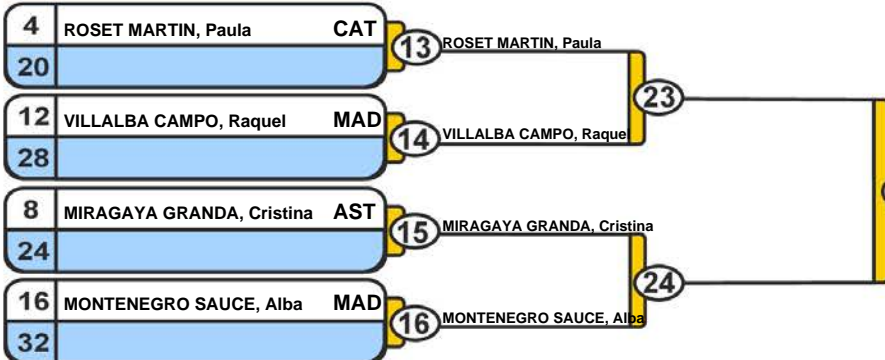 4 ROSET MARTIN, Paula CAT
13 ROSET MARTIN, Paula
20
23
12 VILLALBA CAMPO, Raquel MAD
14 VILLALBA CAMPO, Raquel
28
8 MIRAGAYA GRANDA, Cristina AST
15 MIRAGAYA GRANDA, Cristina
24
24
16 MONTENEGRO SAUCE, Alba MAD
16 MONTENEGRO SAUCE, Alba
32